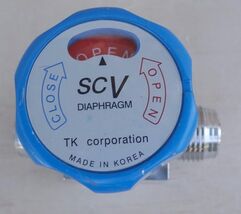 OPEN
CLOSE
SCV
OPEN
DIAPHRAGM
TK corporation
MADE IN KOREA